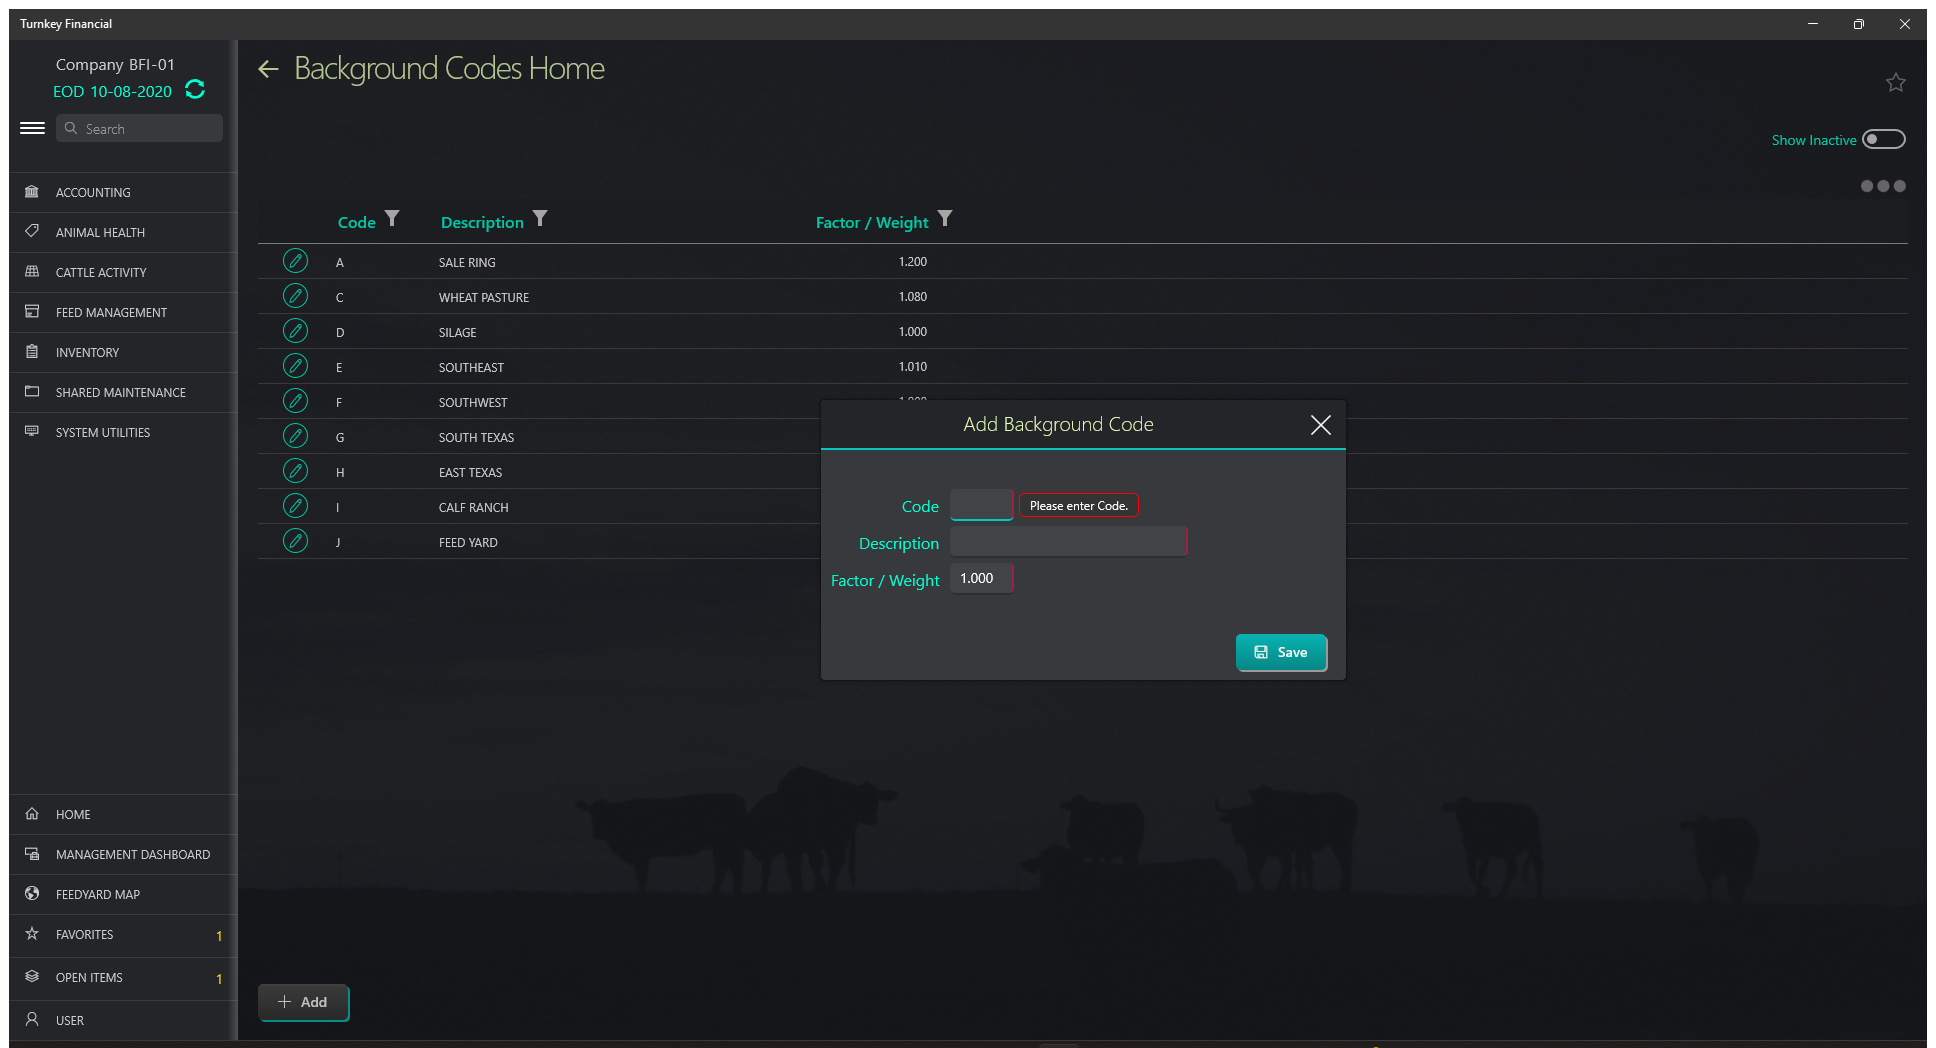 Turnkey Financial
Company BFI-01
EOD 10-08-2020
Search
ACCOUNTING
ANIMAL HEALTH
CATTLE ACTIVITY
FEED MANAGEMENT
INVENTORY
SHARED MAINTENANCE
SYSTEM UTILITIES
HOME
MANAGEMENT DASHBOARD
FEEDYARD MAP
FAVORITES 1
OPEN ITEMS 1
USER
Background Codes Home
Show Inactive
Code Description Factor / Weight
A SALE RING 1.200
C WHEAT PASTURE 1.080
D SILAGE 1.000
E SOUTHEAST 1.010
F SOUTHWEST
G SOUTH TEXAS
H EAST TEXAS
I CALF RANCH
J FEED YARD
Add Background Code
Code Please enter Code.
Description
Factor / Weight 1.000
Save
Add